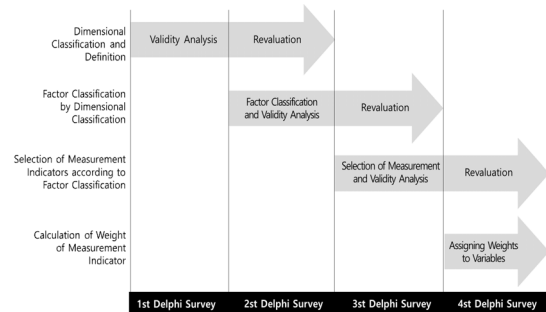 Dimensional
Classification and
Definition
Validity Analysis
Revaluation
Factor Classification
by Dimensional
Classification
Factor Classification
and Validity Analysis
Revaluation
Selection of Measurement
Indicators according to
Factor Classification
Selection of Measurement
and Validity Analysis
Revaluation
Calculation of Weight
of Measurement
Indicator
Assigning Weights
to Variables
1st Delphi Survey
2nd Delphi Survey
3rd Delphi Survey
4st Delphi Survey